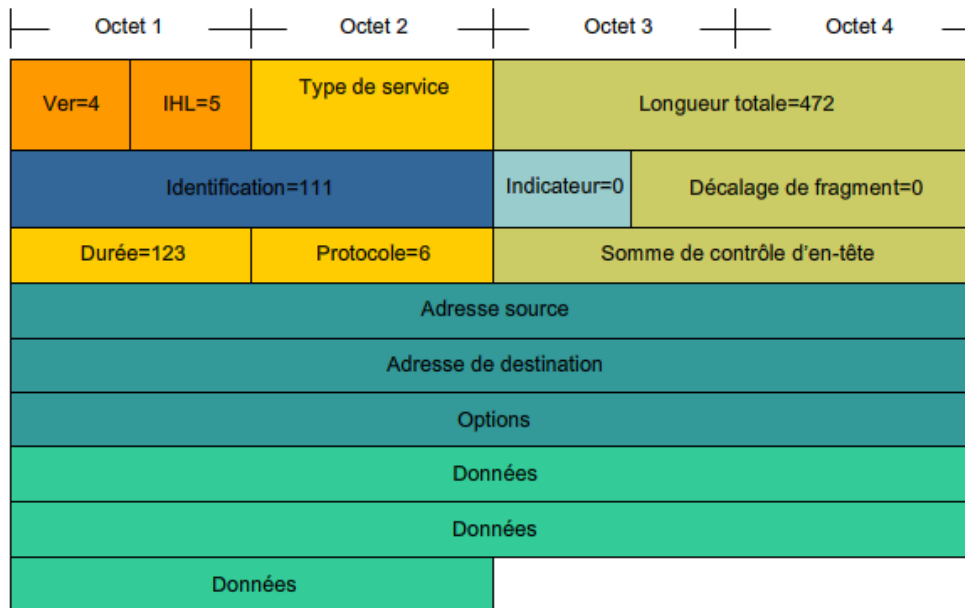 Octet 1 Octet 2 Octet 3 Octet 4
Ver=4 IHL=5 Type de service Longueur totale=472
Identification=111 Indicateur=0 Décalage de fragment=0
Durée=123 Protocole=6 Somme de contrôle d'en-tête
Adresse source
Adresse de destination
Options
Données
Données
Données